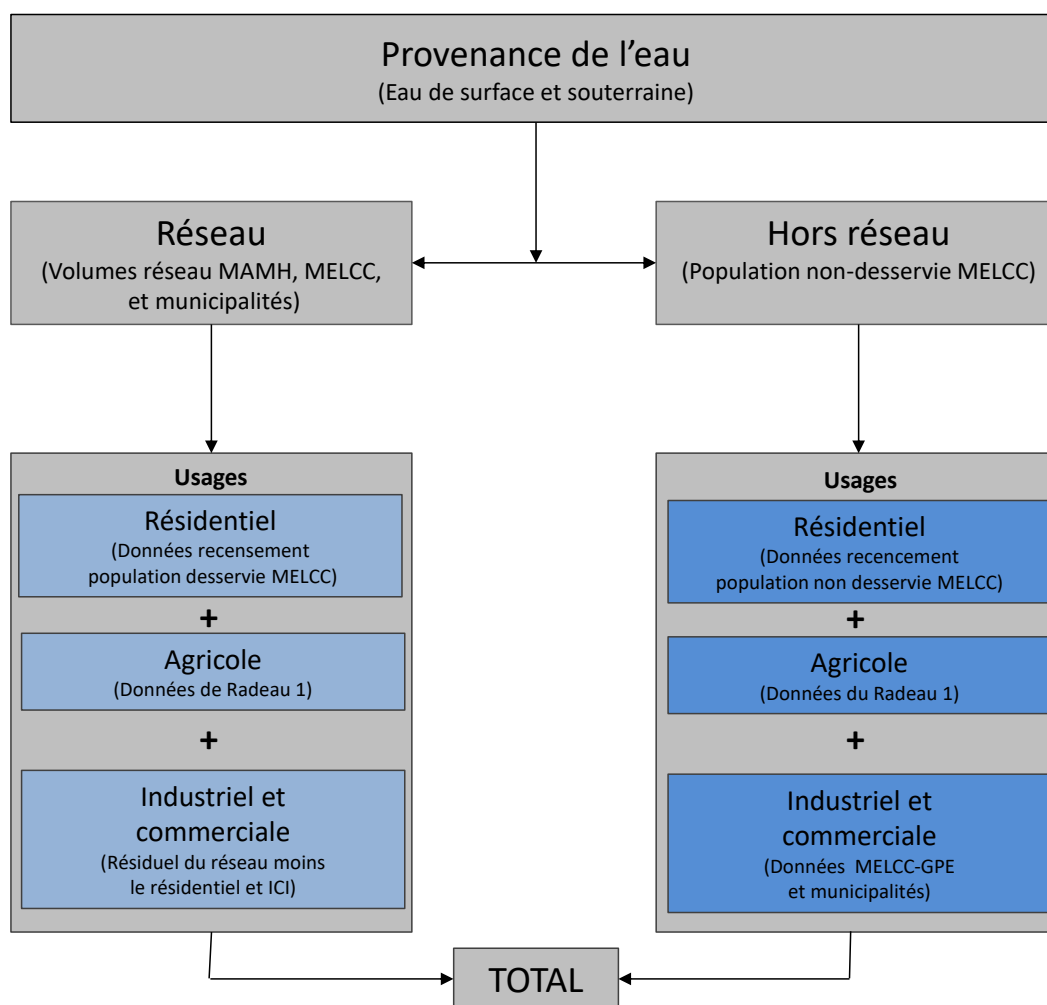 Provenance de l'eau
(Eau de surface et souterraine)
Réseau
(Volumes réseau MAMH, MELCC,
et municipalités)
Hors réseau
(Population non-desservie MELCC)
Usages
Résidentiel
(Données recensement
population desservie MELCC)
+
Agricole
(Données de Radeau 1)
+
Industriel et
commerciale
(Résiduel du réseau moins
le résidentiel et ICI)
Usages
Résidentiel
(Données recencement
population non desservie MELCC)
+
Agricole
(Données du Radeau 1)
+
Industriel et
commerciale
(Données MELCC-GPE
et municipalités)
TOTAL